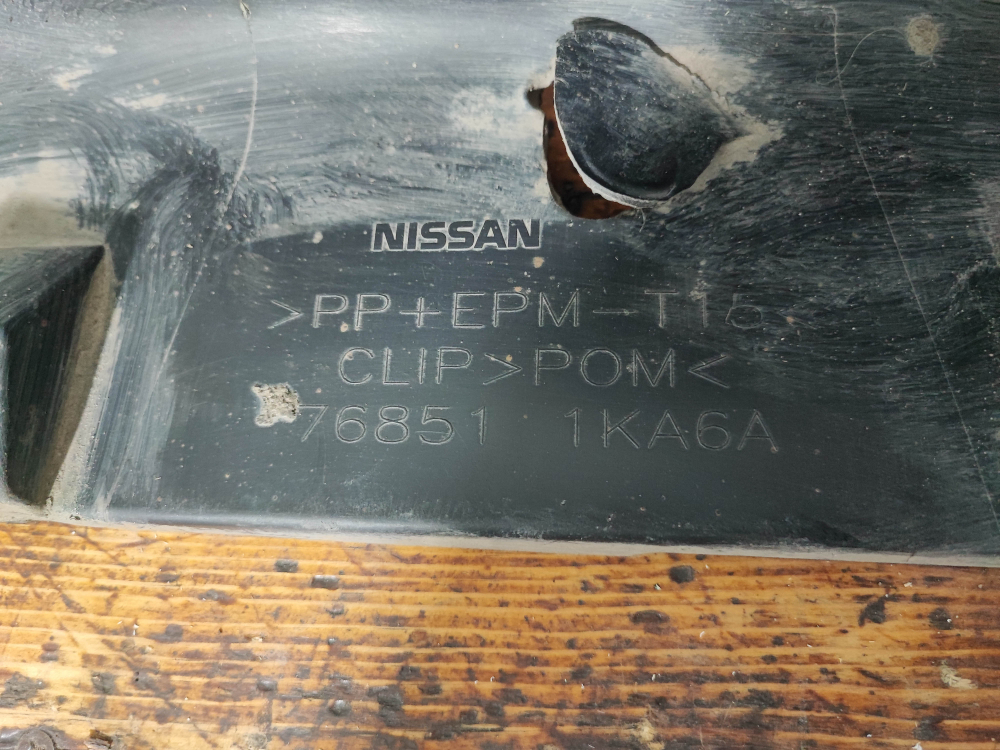 NISSAN
>PP+EPM-T15
CLIP>POM<
76851 1KA6A